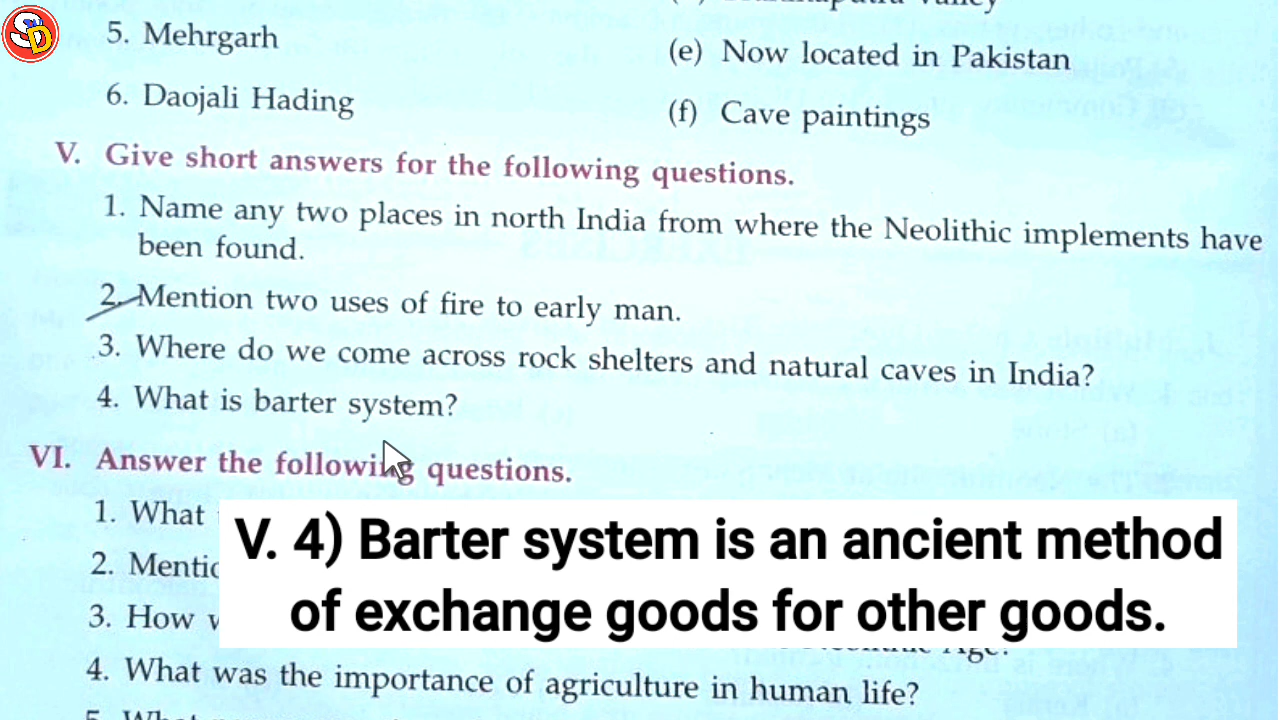 SD
5. Mehrgarh
(e) Now located in Pakistan
6. Daojali Hading
(f) Cave paintings
V. Give short answers for the following questions.
1. Name any two places in north India from where the Neolithic implements have
been found.
2. Mention two uses of fire to early man.
3. Where do we come across rock shelters and natural caves in India?
4. What is barter system?
VI. Answer the following questions.
1. What
2.
3. How
V. 4) Barter system is an ancient method
of exchange goods for other goods.
4. What was the importance of agriculture in human life?